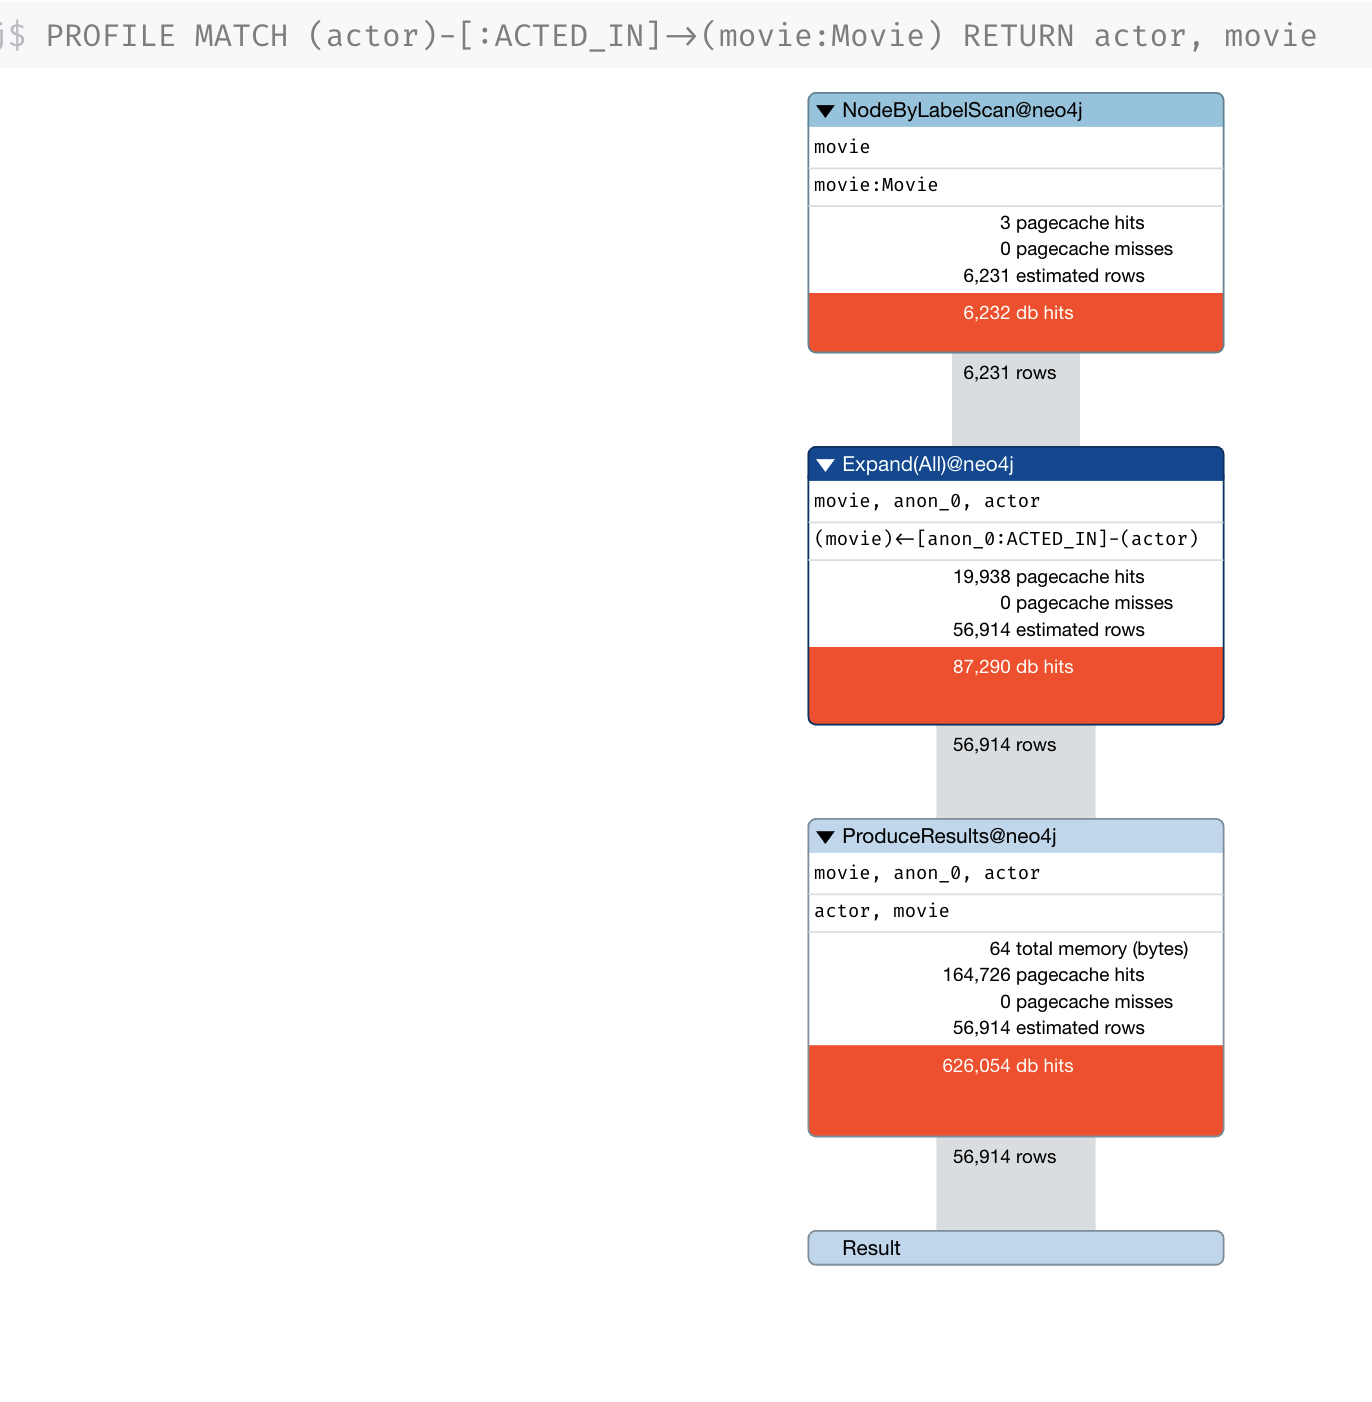 j$ PROFILE MATCH (actor)-[:ACTED_IN]->(movie:Movie) RETURN actor, movie
NodeByLabelScan@neo4j
movie
movie:Movie
3 pagecache hits
0 pagecache misses
6,231 estimated rows
6,232 db hits
6,231 rows
Expand(All)@neo4j
movie, anon_0, actor
(movie)<-[anon_0:ACTED_IN]-(actor)
19,938 pagecache hits
0 pagecache misses
56,914 estimated rows
87,290 db hits
56,914 rows
ProduceResults@neo4j
movie, anon_0, actor
actor, movie
64 total memory (bytes)
164,726 pagecache hits
0 pagecache misses
56,914 estimated rows
626,054 db hits
56,914 rows
Result